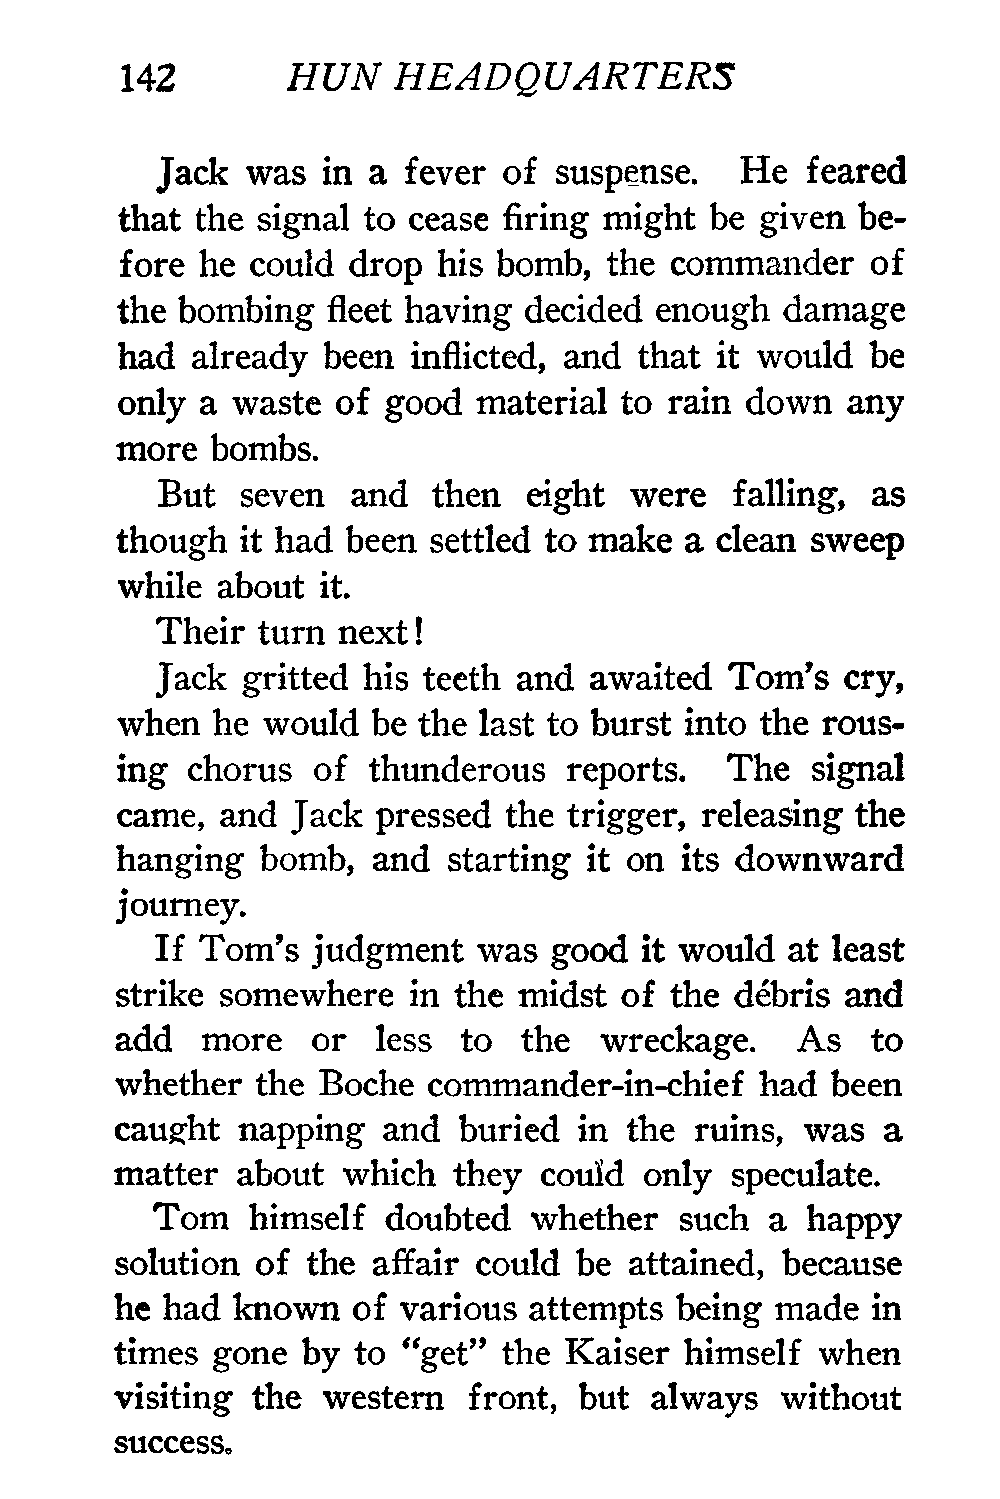 142 HUN HEADQUARTERS
Jack was in a fever of suspense. He feared
that the signal to cease firing might be given be-
fore he could drop his bomb, the commander of
the bombing fleet having decided enough damage
had already been inflicted, and that it would be
only a waste of good material to rain down any
more bombs.
But seven and then eight were falling, as
though it had been settled to make a clean sweep
while about it.
Their turn next!
Jack gritted his teeth and awaited Tom's cry,
when he would be the last to burst into the rous-
ing chorus of thunderous reports. The signal
came, and Jack pressed the trigger, releasing the
hanging bomb, and starting it on its downward
journey.
If Tom's judgment was good it would at least
strike somewhere in the midst of the débris and
add more or less to the wreckage. As to
whether the Boche commander-in-chief had been
caught napping and buried in the ruins, was a
matter about which they could only speculate.
Tom himself doubted whether such a happy
solution of the affair could be attained, because
he had known of various attempts being made in
times gone by to "get" the Kaiser himself when
visiting the western front, but always without
success.